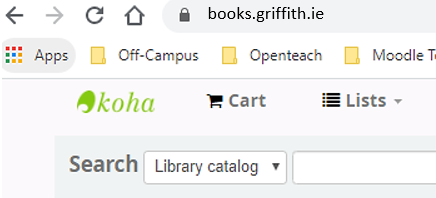 books.griffith.ie
Apps Off-Campus Openteach Moodle To
koha Cart Lists
Search Library catalog